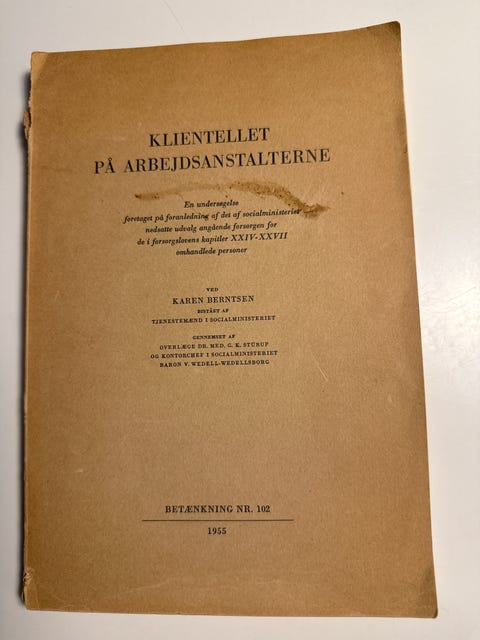 KLIENTELLET
PÅ ARBEJDSANSTALTERNE
En undersøgelse
foretaget på foranledning af det af socialministeriet
nedsatte udvalg angående forsorgen for
de i forsorgslovens kapitler XXIV-XXVII
omhandlede personer
VED
KAREN BERNTSEN
BISTÅET AF
TJENESTEMÆND I SOCIALMINISTERIET
GENNEMSET AF
OVERLÆGE DR. MED. G. K. STÜRUP
OG KONTORCHEF I SOCIALMINISTERIET
BARON V. WEDELL-WEDELLSBORG
BETÆNKNING NR. 102
1955